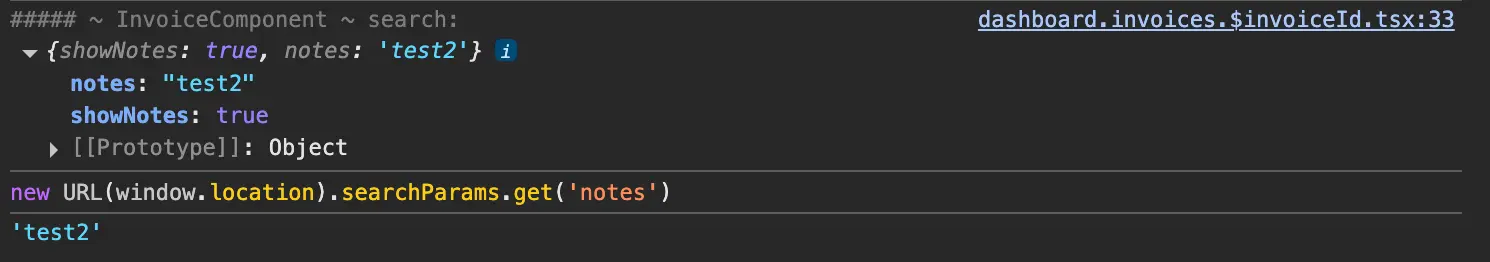 ##### ~ InvoiceComponent ~ search: dashboard.invoices.$invoiceId.tsx:33
{showNotes: true, notes: 'test2'} i
notes: "test2"
showNotes: true
[[Prototype]]: Object
new URL(window.location).searchParams.get('notes')
'test2'